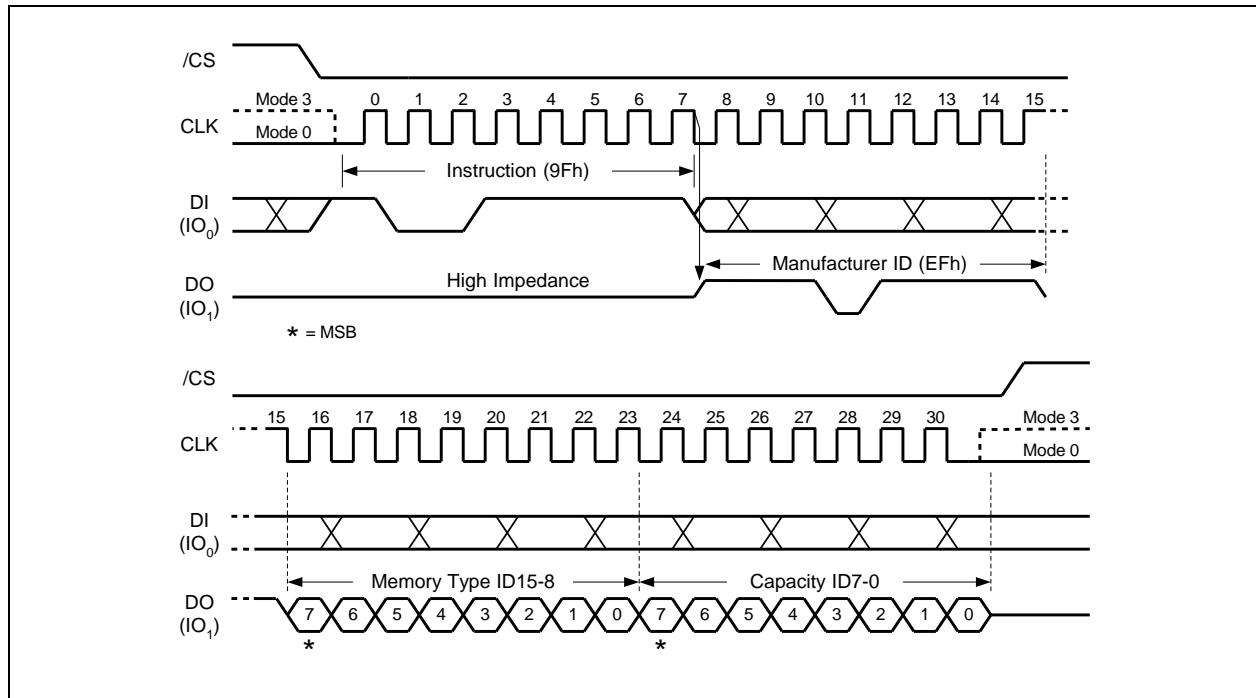 /CS
Mode 3 0 1 2 3 4 5 6 7 8 9 10 11 12 13 14 15
CLK
Mode 0
Instruction (9Fh)
DI
(IO0)
Manufacturer ID (EFh)
DO
(IO1)
High Impedance
* = MSB
/CS
15 16 17 18 19 20 21 22 23 24 25 26 27 28 29 30 Mode 3
CLK
Mode 0
DI
(IO0)
Memory Type ID15-8 Capacity ID7-0
DO
(IO1)
7 6 5 4 3 2 1 0 7 6 5 4 3 2 1 0
* *